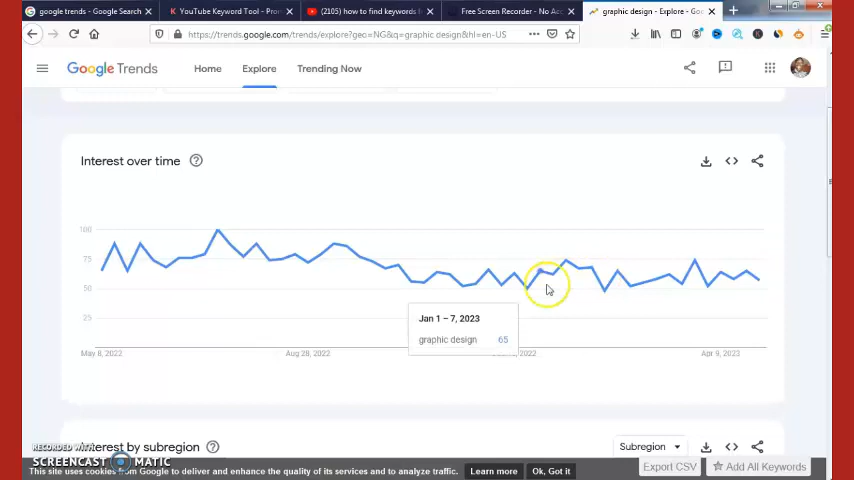 google trends - Google Search
YouTube Keyword Tool - Pro
(2105) how to find keywords f
Free Screen Recorder - No Acc
graphic design - Explore - Goo
https://trends.google.com/trends/explore?geo=NG&q=graphic design&hl=en-US
Google Trends
Home
Explore
Trending Now
Interest over time
100
75
50
25
Jan 1 – 7, 2023
graphic design 65
May 8, 2022
Aug 28, 2022
2022
Apr 9, 2023
Interest by subregion
Subregion
RECORDED WITH
SCREENCAST MATIC
This site uses cookies from Google to deliver and enhance the quality of its services and to analyze traffic.
Learn more
Ok, Got it
Export CSV
Add All Keywords